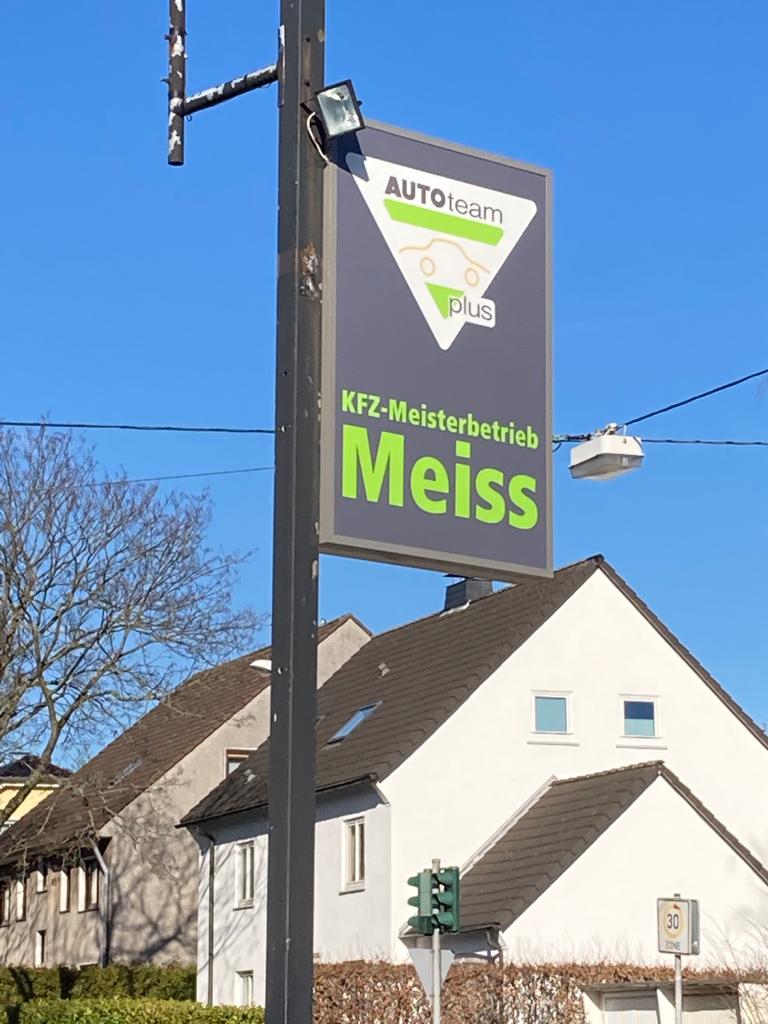 AUTOteam
plus
KFZ-Meisterbetrieb
Meiss
30
ZONE